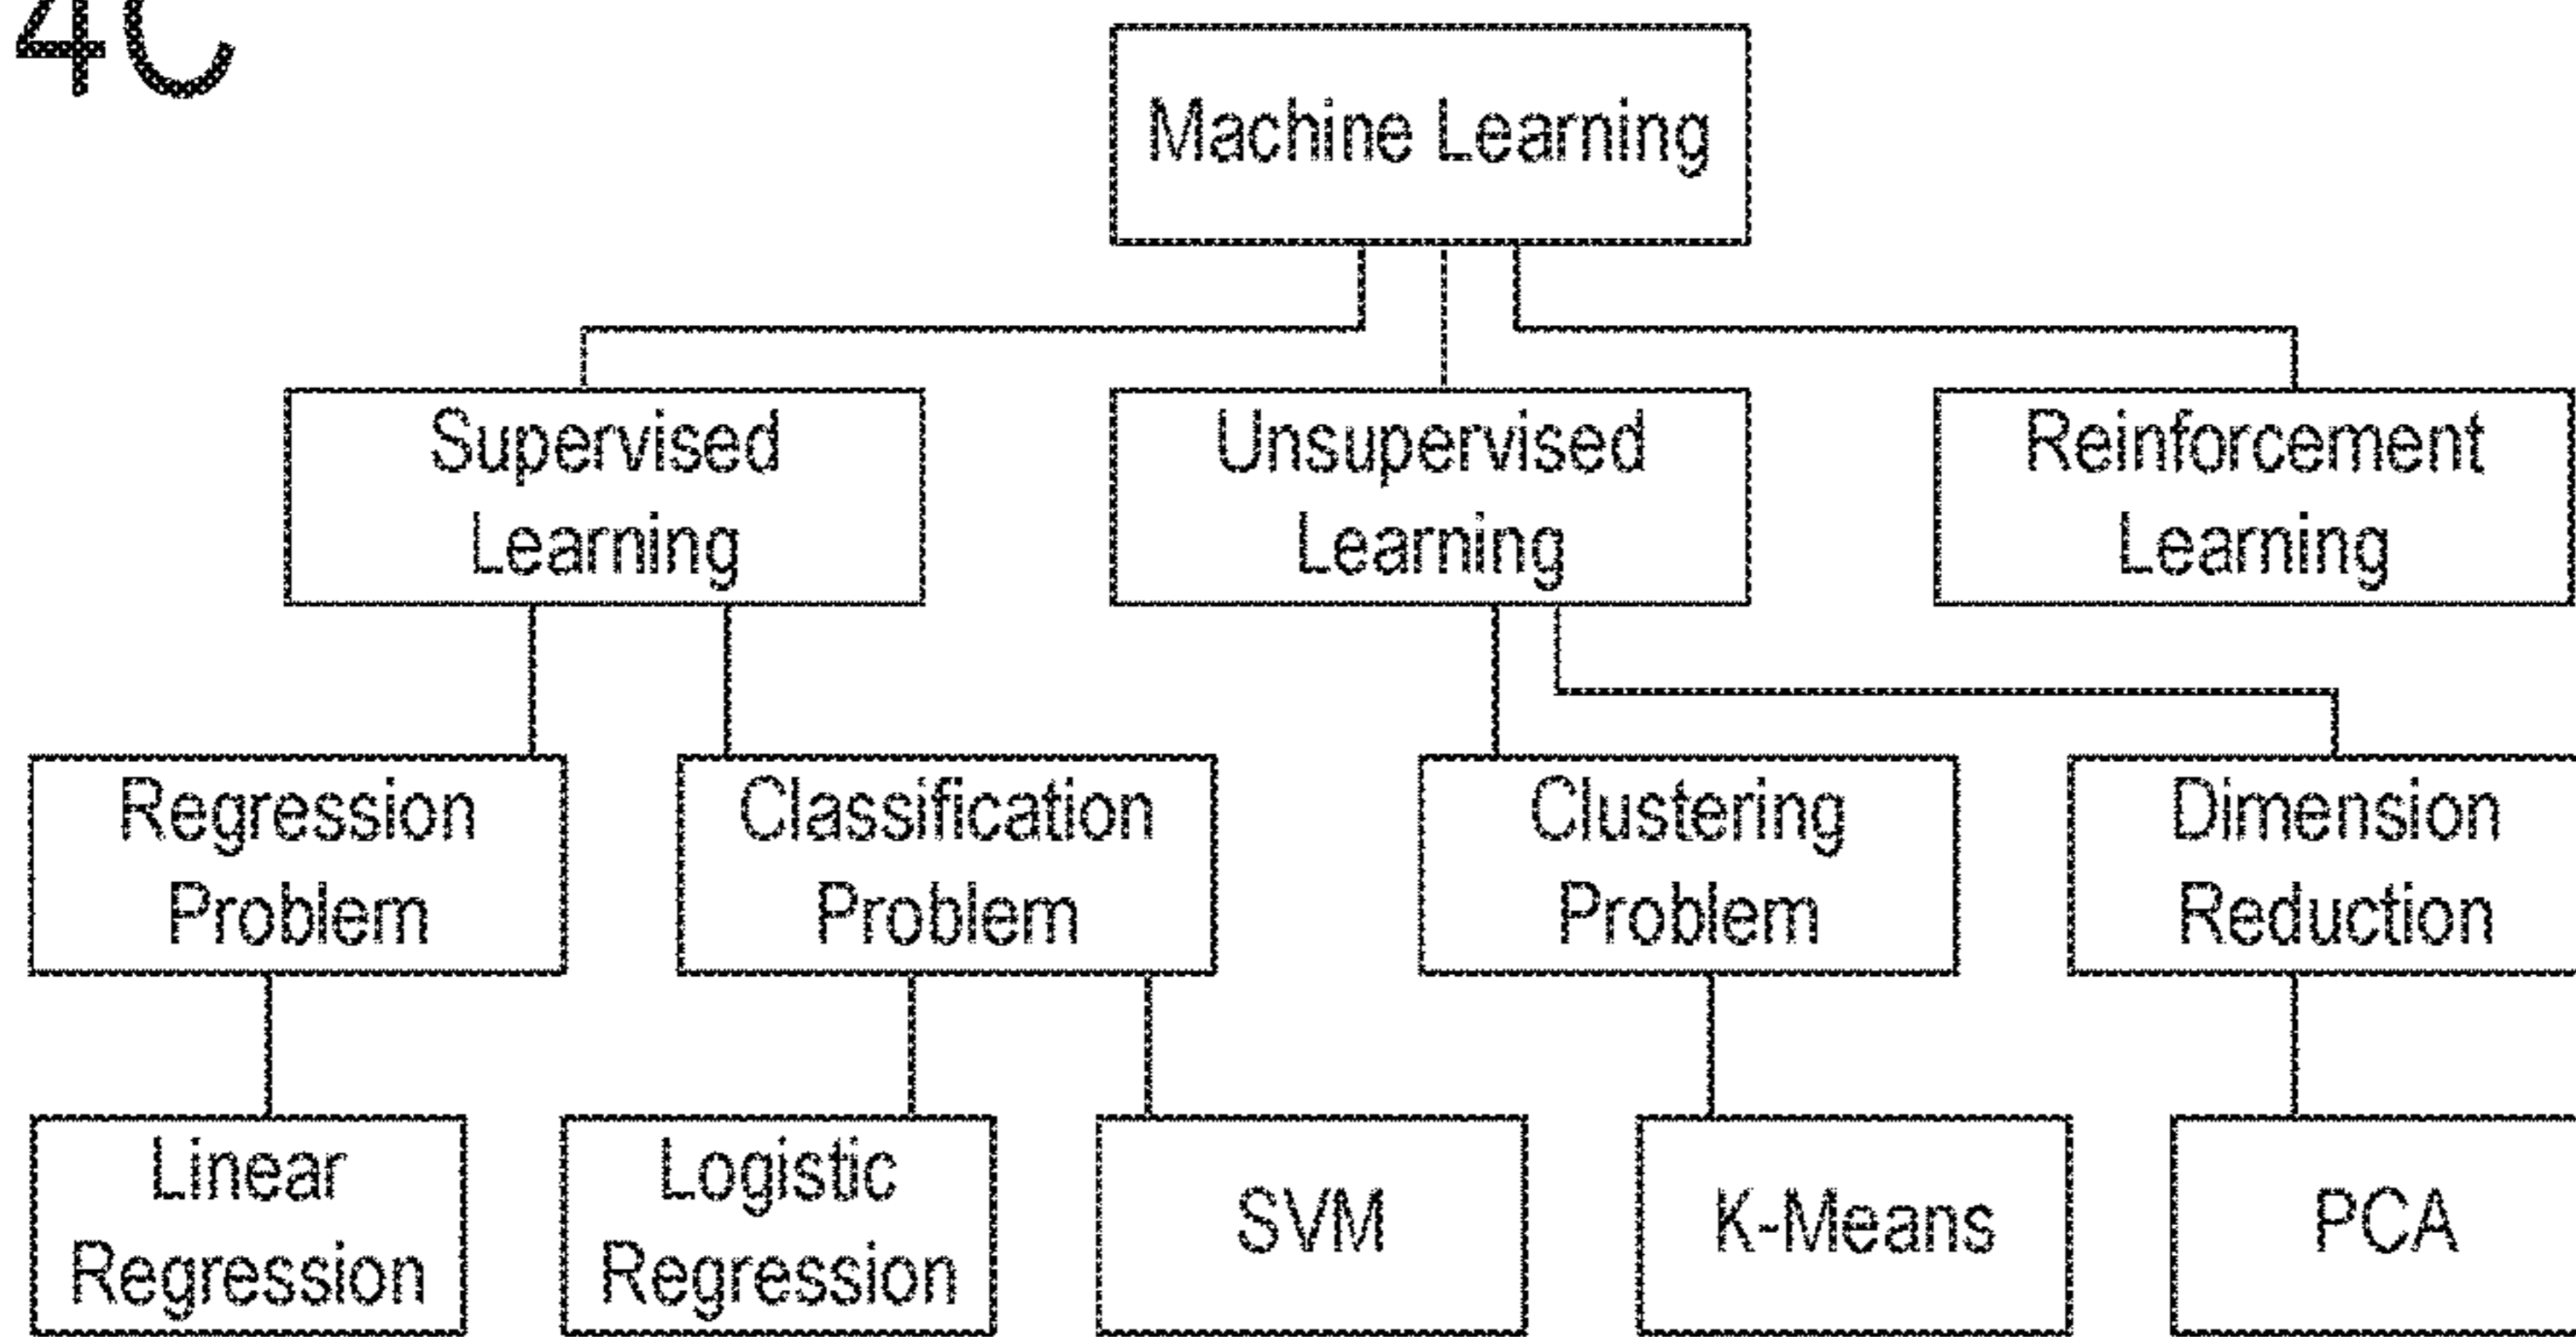 4C
Machine Learning
Supervised
Learning
Unsupervised
Learning
Reinforcement
Learning
Regression
Problem
Classification
Problem
Clustering
Problem
Dimension
Reduction
Linear
Regression
Logistic
Regression
SVM
K-Means
PCA